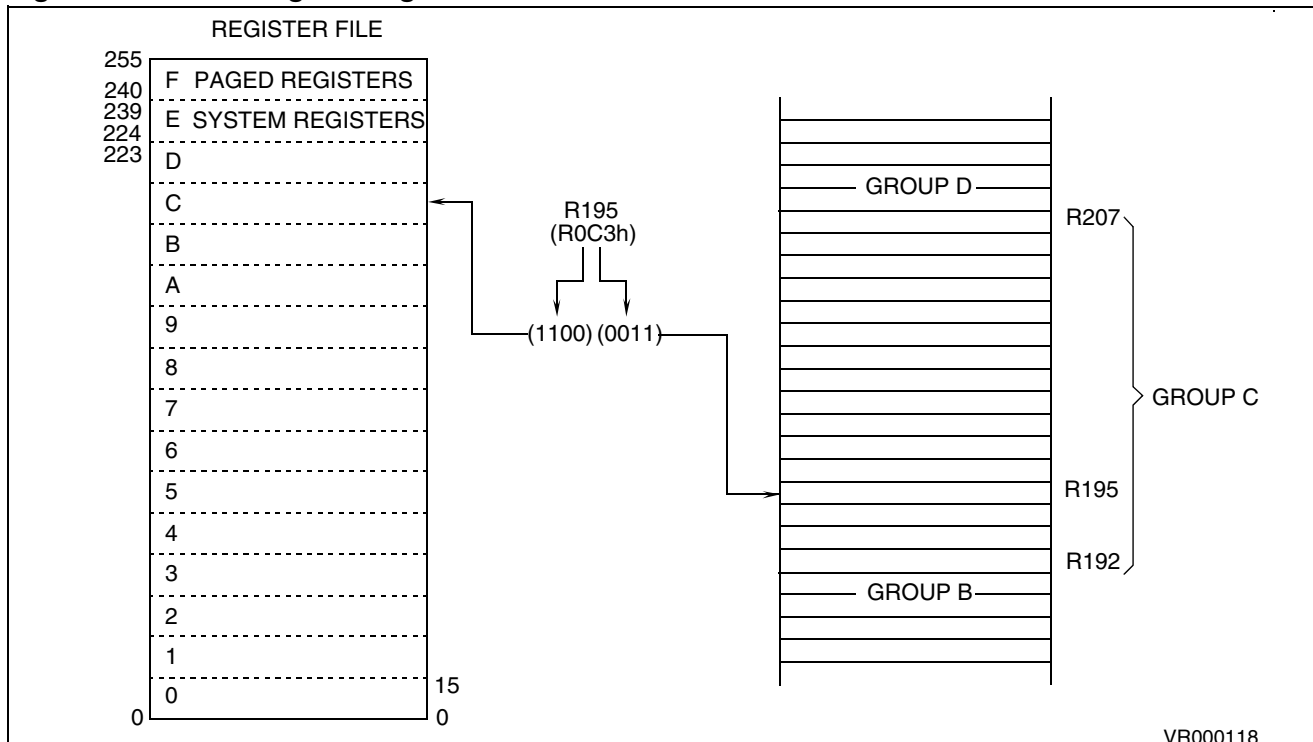 REGISTER FILE
255
240
239
224
223
F PAGED REGISTERS
E SYSTEM REGISTERS
D
C
B
A
9
8
7
6
5
4
3
2
1
0
15
0
0
R195
(R0C3h)
(1100) (0011)
GROUP D
R207
GROUP C
R195
R192
GROUP B
VR000118